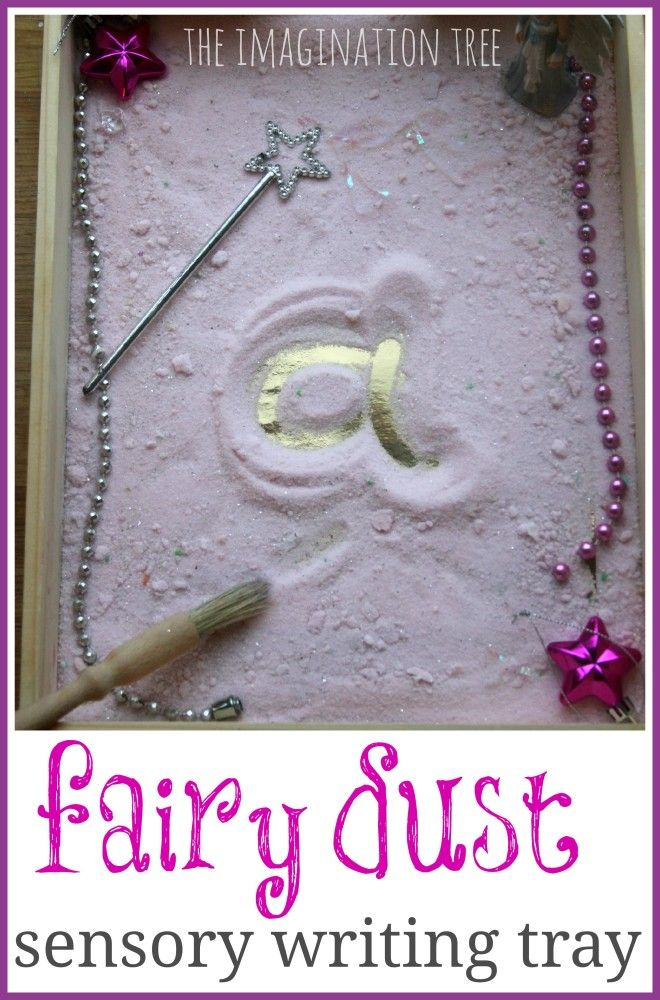 THE IMAGINATION TREE
a
fairy dust
sensory writing tray